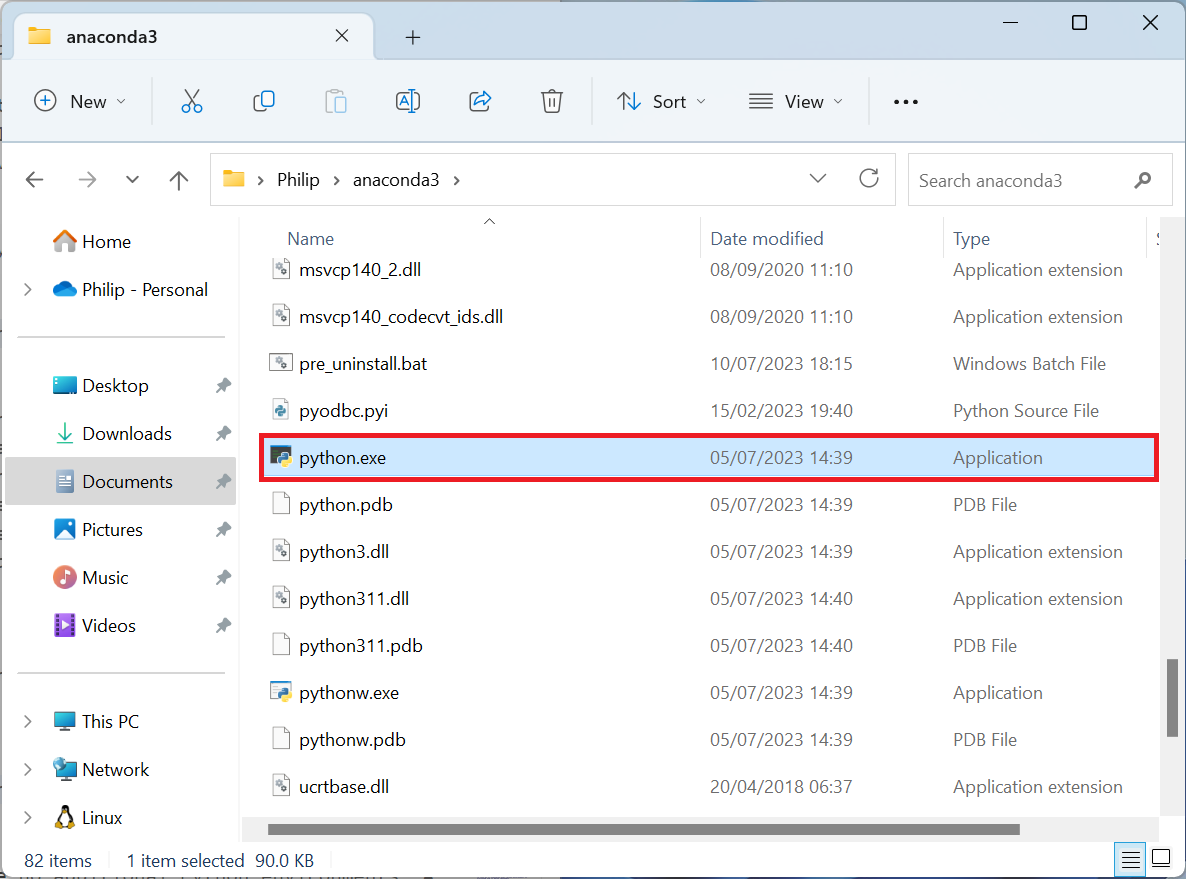 anaconda3
New
Sort
View
Philip > anaconda3 >
Search anaconda3
Home
Philip - Personal
Desktop
Downloads
Documents
Pictures
Music
Videos
This PC
Network
Linux
Name Date modified Type
msvcp140_2.dll 08/09/2020 11:10 Application extension
msvcp140_codecvt_ids.dll 08/09/2020 11:10 Application extension
pre_uninstall.bat 10/07/2023 18:15 Windows Batch File
pyodbc.pyi 15/02/2023 19:40 Python Source File
python.exe 05/07/2023 14:39 Application
python.pdb 05/07/2023 14:39 PDB File
python3.dll 05/07/2023 14:39 Application extension
python311.dll 05/07/2023 14:40 Application extension
python311.pdb 05/07/2023 14:40 PDB File
pythonw.exe 05/07/2023 14:39 Application
pythonw.pdb 05/07/2023 14:39 PDB File
ucrtbase.dll 20/04/2018 06:37 Application extension
82 items 1 item selected 90.0 KB